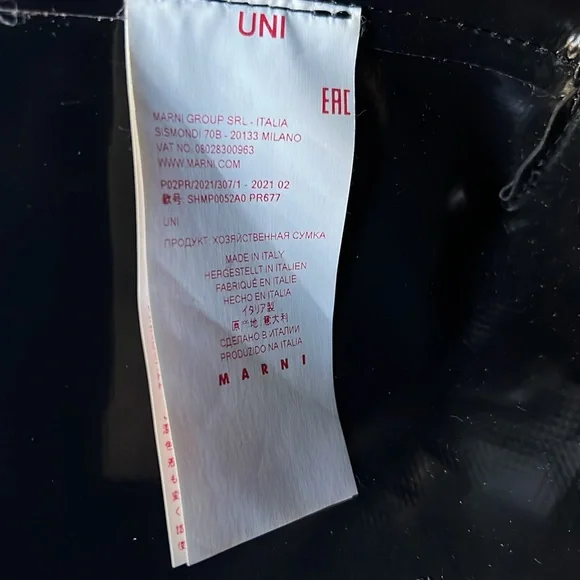 UNI
EAC
MARNI GROUP SRL - ITALIA
SISMONDI 70B - 20133 MILANO
VAT NO. 08028300963
WWW.MARNI.COM
P02PR/2021/307/1 - 2021 02
款号: SHMP0052A0 PR677
UNI
ПРОДУКТ: ХОЗЯЙСТВЕННАЯ СУМКА
MADE IN ITALY
HERGESTELLT IN ITALIEN
FABRIQUÉ EN ITALIE
HECHO EN ITALIA
イタリア製
原产地: 意大利
СДЕЛАНО В ИТАЛИИ
PRODUZIDO NA ITALIA
MARNI